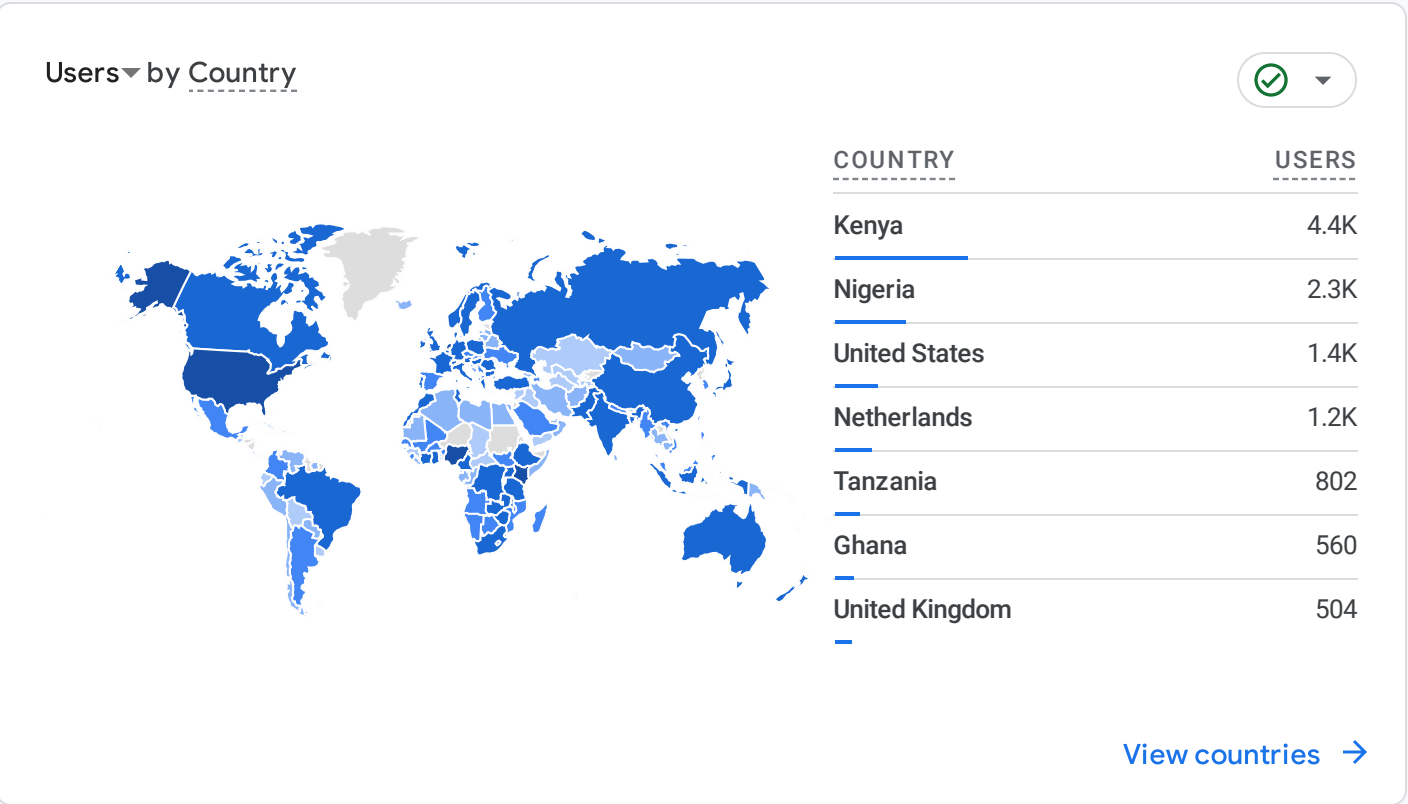 Users by Country
COUNTRY USERS
Kenya 4.4K
Nigeria 2.3K
United States 1.4K
Netherlands 1.2K
Tanzania 802
Ghana 560
United Kingdom 504
View countries